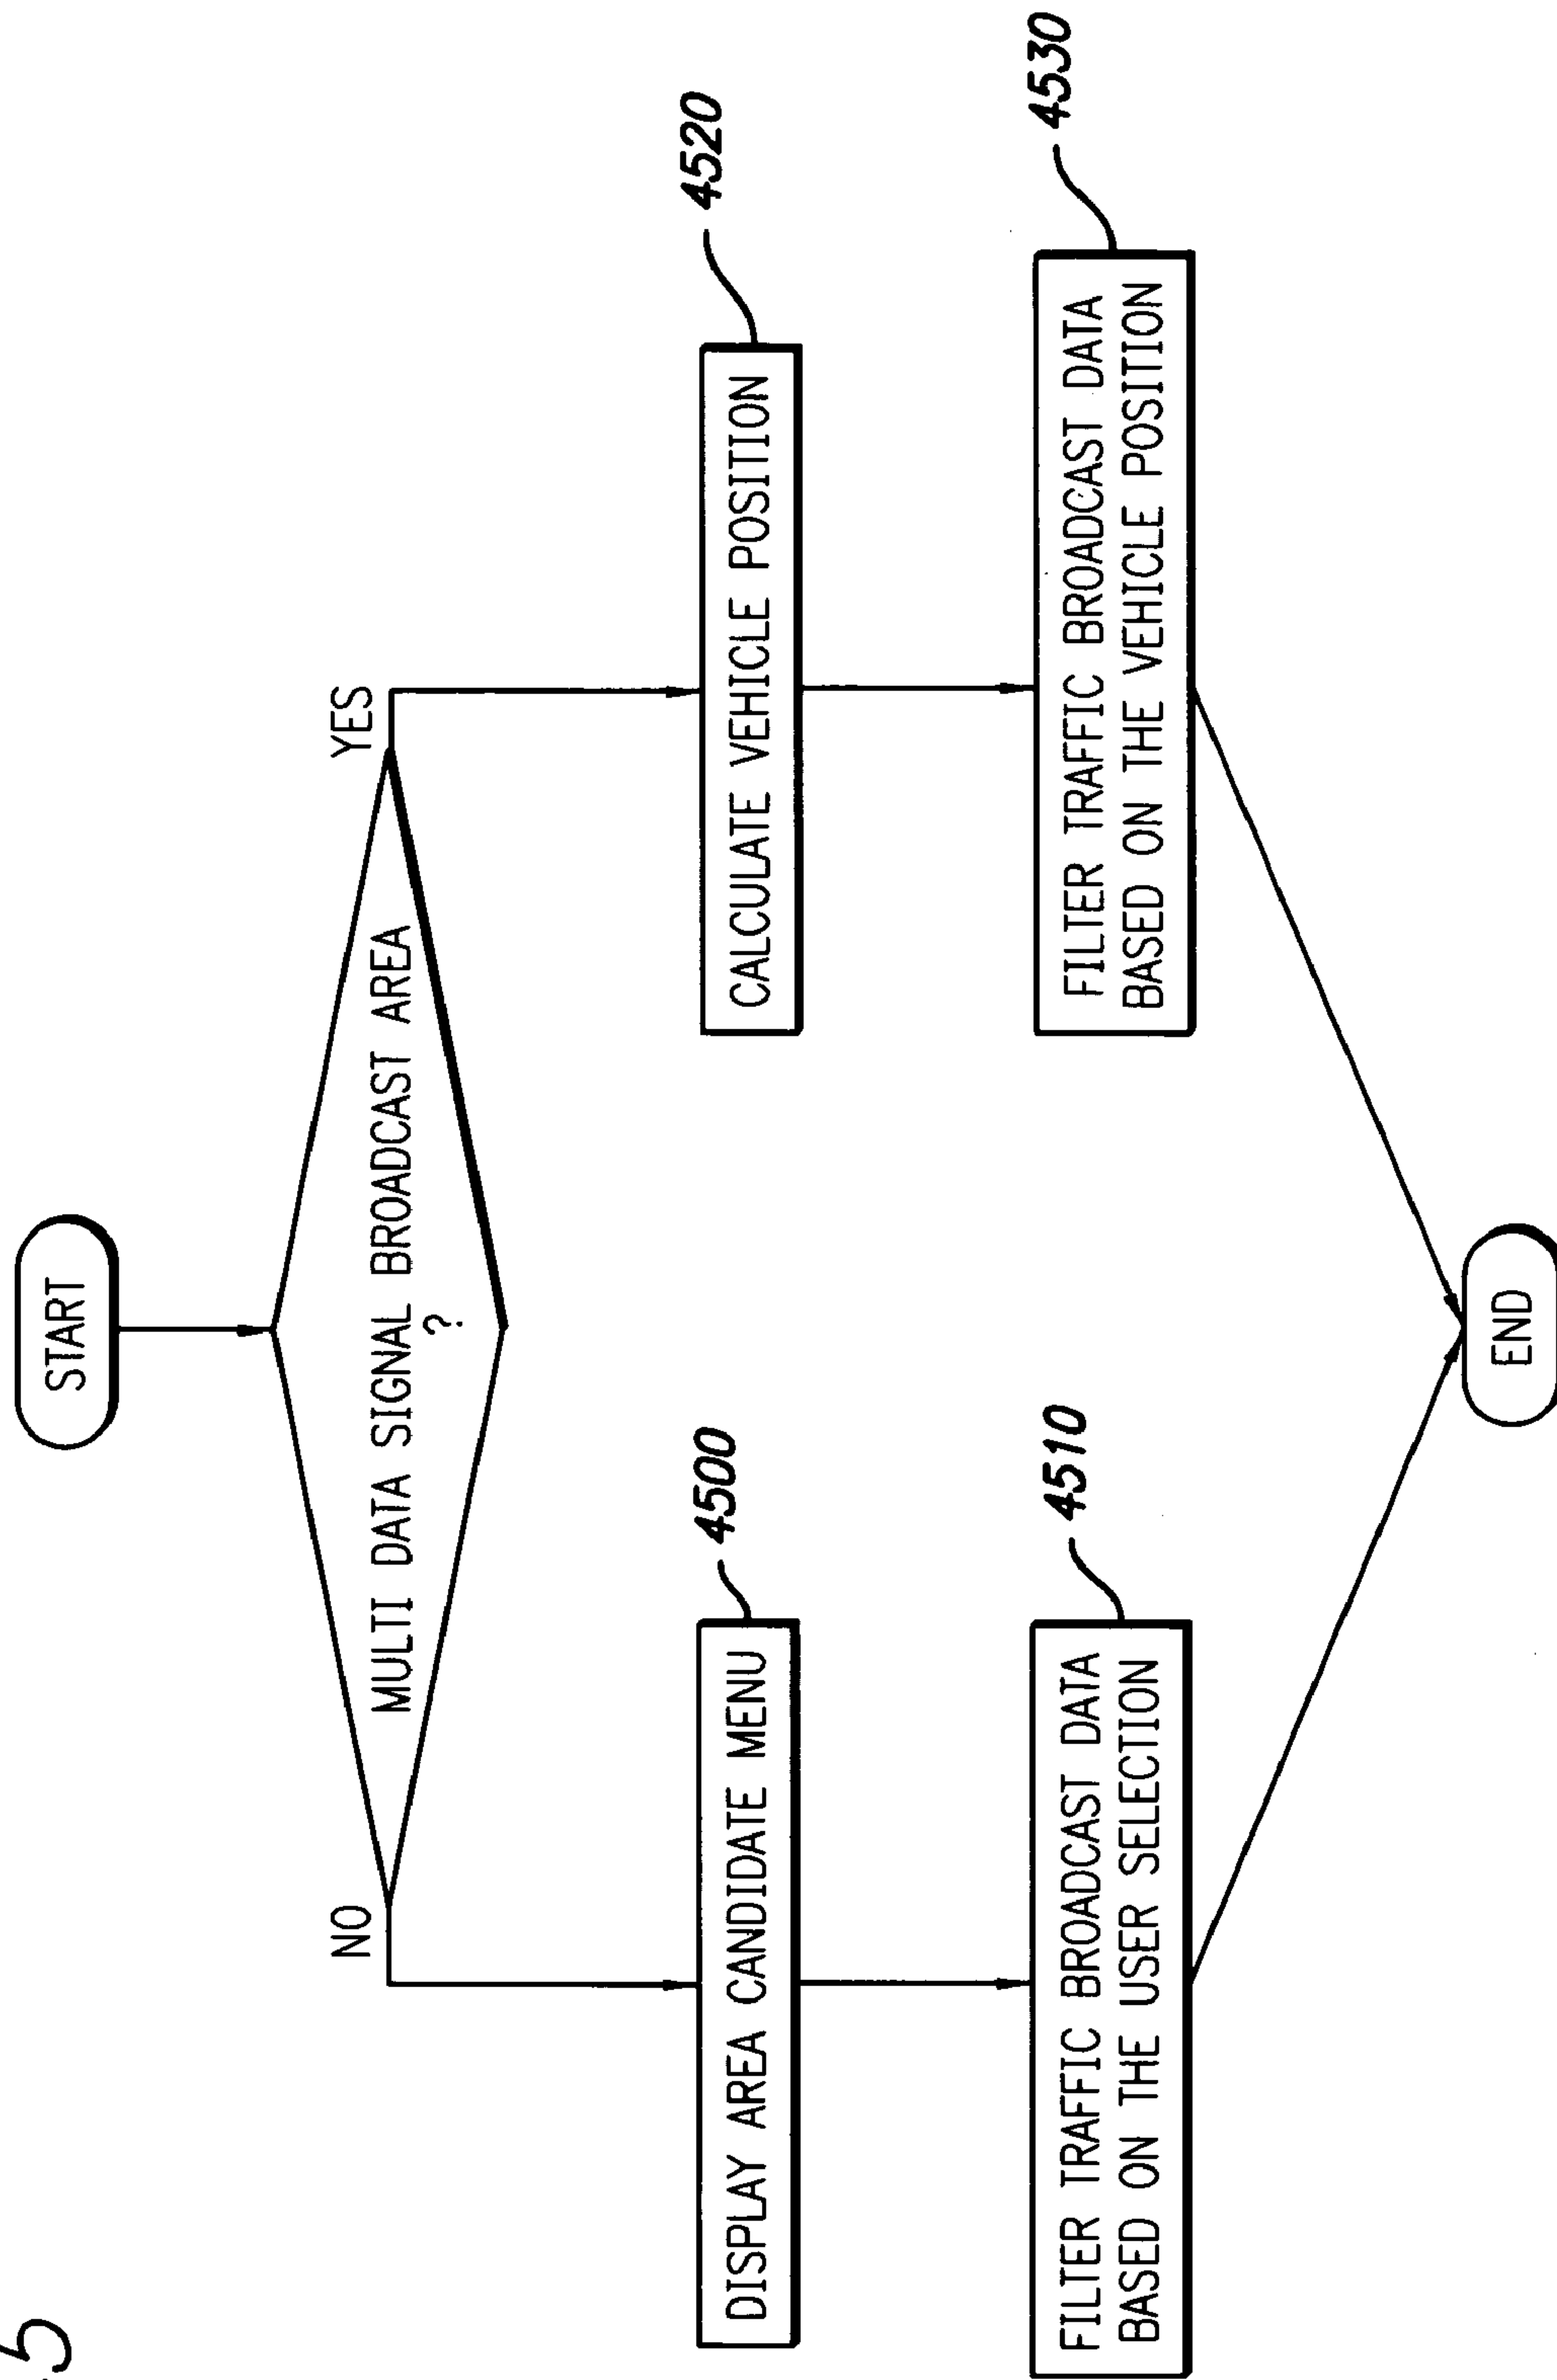 START
MULTI DATA SIGNAL BROADCAST AREA
?
NO
YES
DISPLAY AREA CANDIDATE MENU
4500
CALCULATE VEHICLE POSITION
4520
FILTER TRAFFIC BROADCAST DATA
BASED ON THE USER SELECTION
4510
FILTER TRAFFIC BROADCAST DATA
BASED ON THE VEHICLE POSITION
4530
END
5